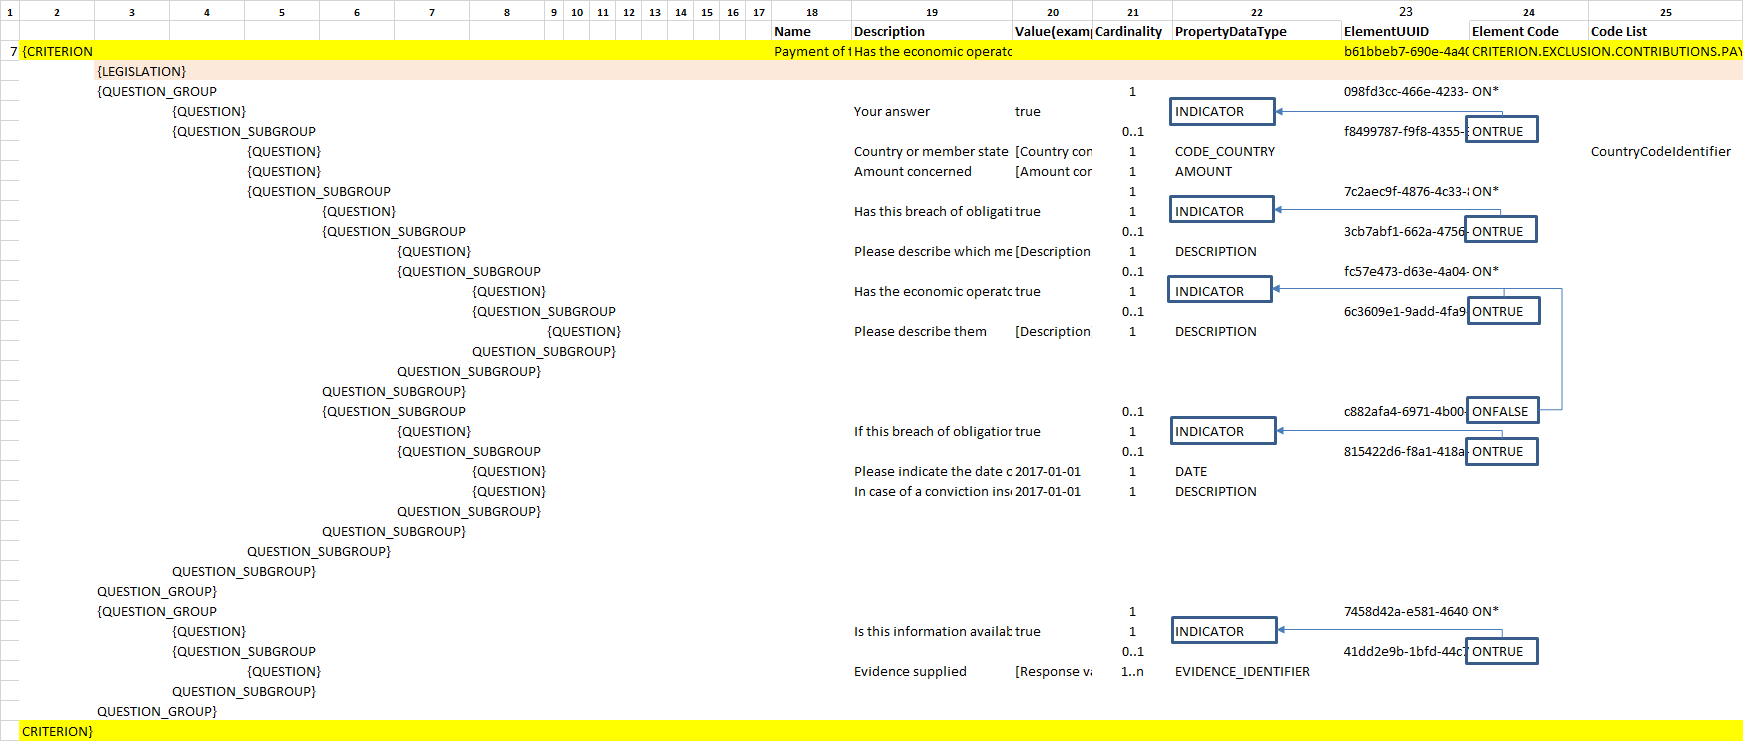 1 2 3 4 5 6 7 8 9 10 11 12 13 14 15 16 17 18 19 20 21 22 23 24 25
Name Description Value(exam Cardinality PropertyDataType ElementUUID Element Code Code List
7 {CRITERION Payment of Has the economic operato b61bbeb7-690e-4a40 CRITERION.EXCLUSION.CONTRIBUTIONS.PAY
{LEGISLATION}
{QUESTION_GROUP 1 098fd3cc-466e-4233- ON*
{QUESTION} Your answer true INDICATOR
{QUESTION_SUBGROUP 0..1 f8499787-f9f8-4355- ONTRUE
{QUESTION} Country or member state [Country con 1 CODE_COUNTRY CountryCodeIdentifier
{QUESTION} Amount concerned [Amount cor 1 AMOUNT
{QUESTION_SUBGROUP 1 7c2aec9f-4876-4c33- ON*
{QUESTION} Has this breach of obligati true 1 INDICATOR
{QUESTION_SUBGROUP 0..1 3cb7abf1-662a-4756- ONTRUE
{QUESTION} Please describe which me [Description 1 DESCRIPTION
{QUESTION_SUBGROUP 0..1 fc57e473-d63e-4a04- ON*
{QUESTION} Has the economic operato true 1 INDICATOR
{QUESTION_SUBGROUP 0..1 6c3609e1-9add-4fa9 ONTRUE
{QUESTION} Please describe them [Description 1 DESCRIPTION
QUESTION_SUBGROUP}
QUESTION_SUBGROUP}
QUESTION_SUBGROUP}
{QUESTION_SUBGROUP 0..1 c882afa4-6971-4b00- ONFALSE
{QUESTION} If this breach of obligation true 1 INDICATOR
{QUESTION_SUBGROUP 0..1 815422d6-f8a1-418a ONTRUE
{QUESTION} Please indicate the date c 2017-01-01 1 DATE
{QUESTION} In case of a conviction ins 2017-01-01 1 DESCRIPTION
QUESTION_SUBGROUP}
QUESTION_SUBGROUP}
QUESTION_SUBGROUP}
QUESTION_SUBGROUP}
QUESTION_GROUP}
{QUESTION_GROUP 1 7458d42a-e581-4640 ON*
{QUESTION} Is this information availab true 1 INDICATOR
{QUESTION_SUBGROUP 0..1 41dd2e9b-1bfd-44c7 ONTRUE
{QUESTION} Evidence supplied [Response va 1..n EVIDENCE_IDENTIFIER
QUESTION_SUBGROUP}
QUESTION_GROUP}
CRITERION}